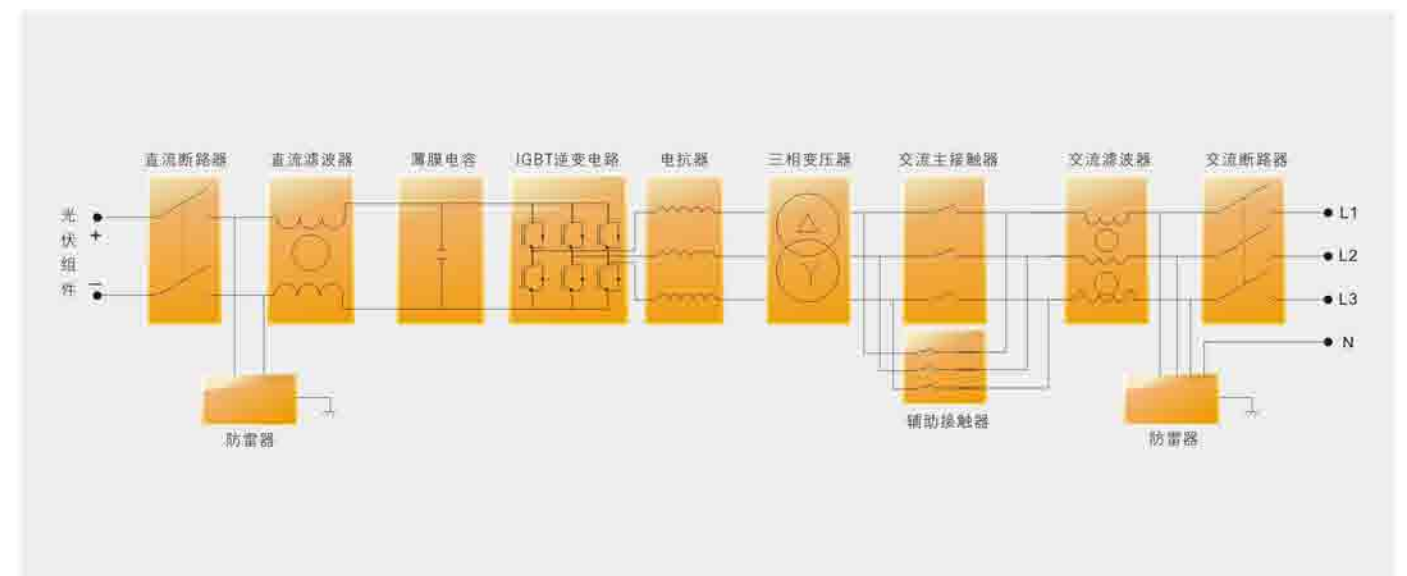 直流断路器
直流滤波器
薄膜电容
IGBT逆变电路
电抗器
三相变压器
交流主接触器
交流滤波器
交流断路器
光伏组件
+
−
L1
L2
L3
N
防雷器
辅助接触器
防雷器